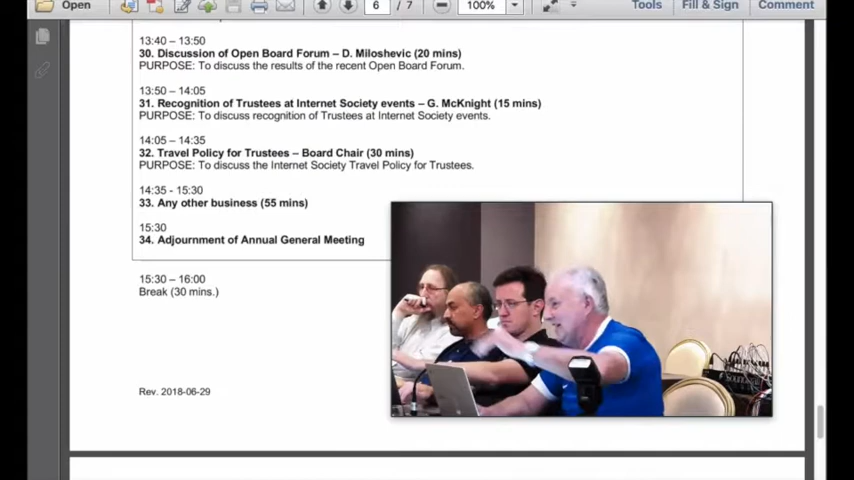 Open
6 / 7
100%
Tools
Fill & Sign
Comment
13:40 – 13:50
30. Discussion of Open Board Forum – D. Miloshevic (20 mins)
PURPOSE: To discuss the results of the recent Open Board Forum.
13:50 – 14:05
31. Recognition of Trustees at Internet Society events – G. McKnight (15 mins)
PURPOSE: To discuss recognition of Trustees at Internet Society events.
14:05 – 14:35
32. Travel Policy for Trustees – Board Chair (30 mins)
PURPOSE: To discuss the Internet Society Travel Policy for Trustees.
14:35 - 15:30
33. Any other business (55 mins)
15:30
34. Adjournment of Annual General Meeting
15:30 – 16:00
Break (30 mins.)
Rev. 2018-06-29